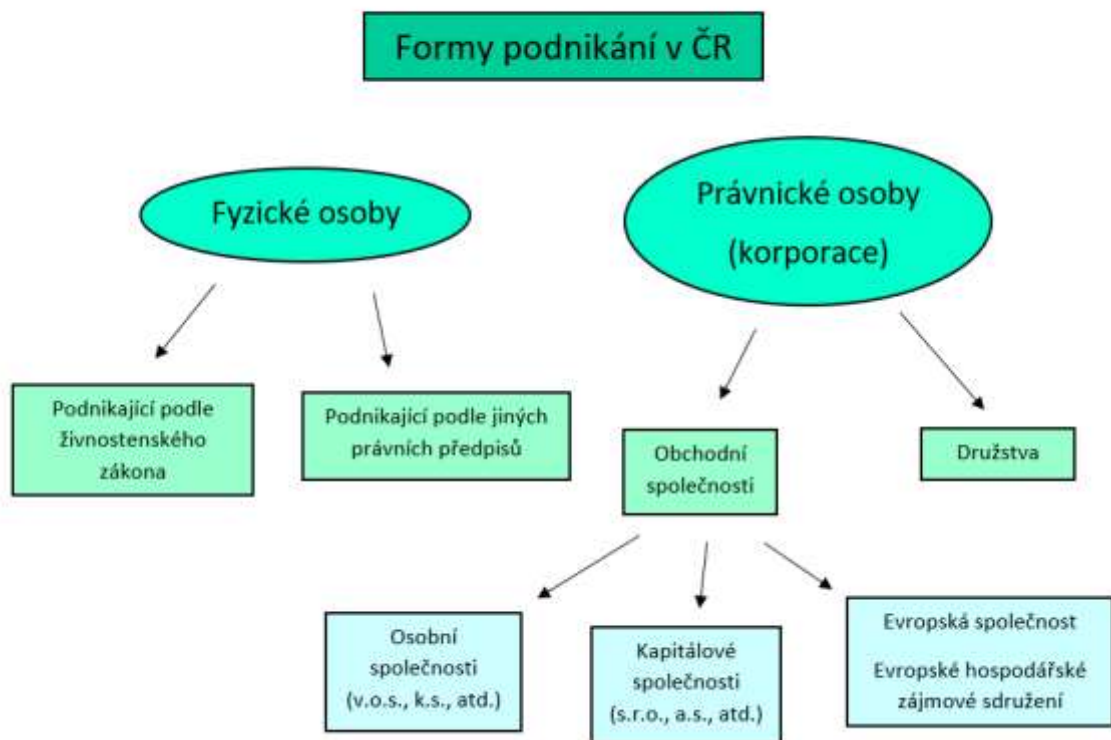 Formy podnikání v ČR
Fyzické osoby
Právnické osoby
(korporace)
Podnikající podle
živnostenského
zákona
Podnikající podle jiných
právních předpisů
Obchodní
společnosti
Družstva
Osobní
společnosti
(v.o.s., k.s., atd.)
Kapitálové
společnosti
(s.r.o., a.s., atd.)
Evropská společnost
Evropské hospodářské
zájmové sdružení